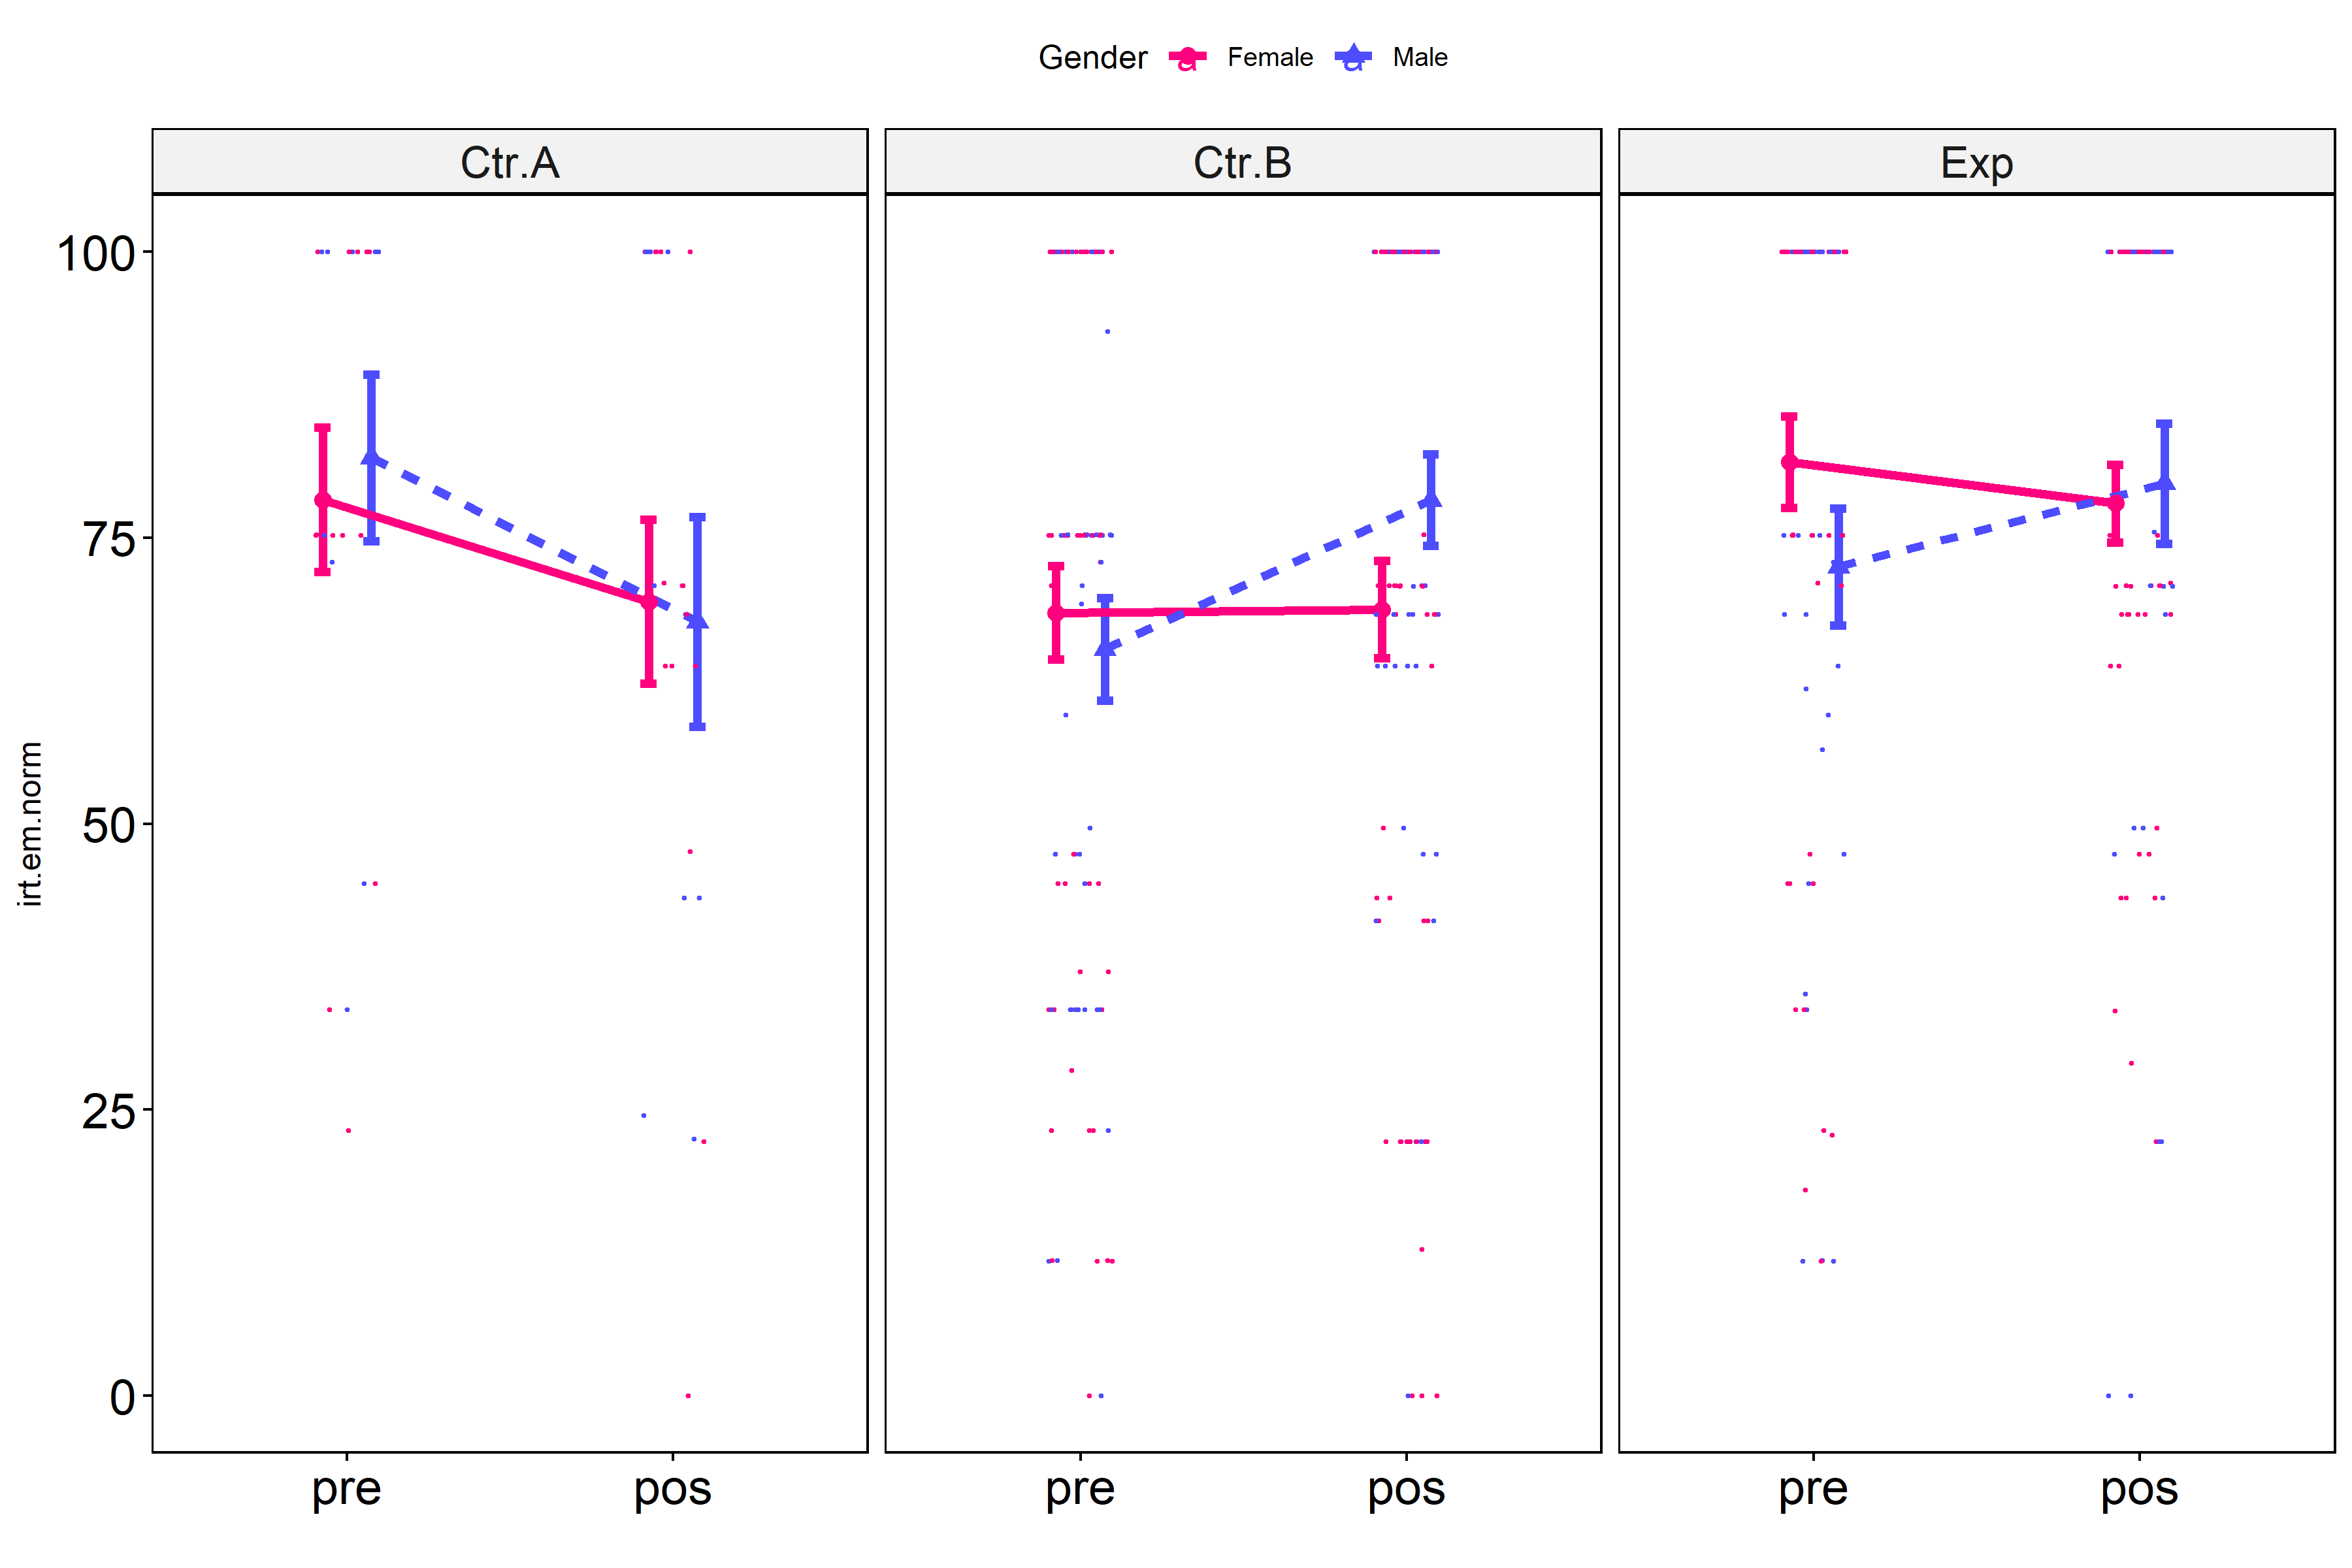 Gender Female Male
Ctr.A Ctr.B Exp
100
75
50
25
0
irt.em.norm
pre pos pre pos pre pos